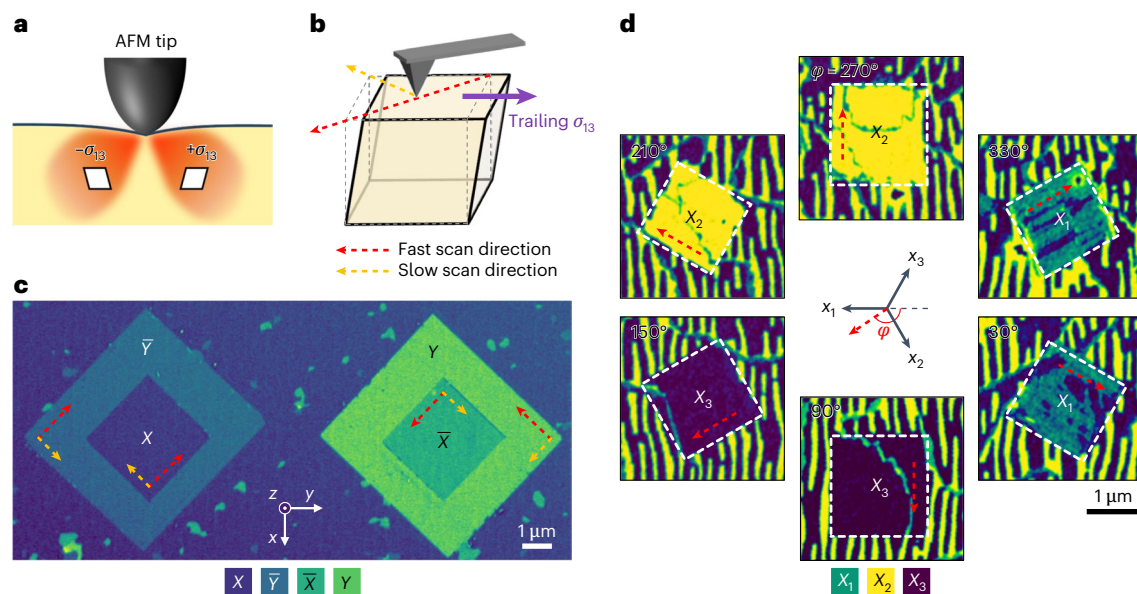 a
AFM tip
−σ13
+σ13
b
Trailing σ13
Fast scan direction
Slow scan direction
c
Y̅
X
Y
X̅
z
y
x
1 μm
X Y̅ X̅ Y
d
φ = 270°
X2
210°
X2
330°
X1
x3
x1
φ
x2
150°
X3
30°
X1
90°
X3
1 μm
X1 X2 X3